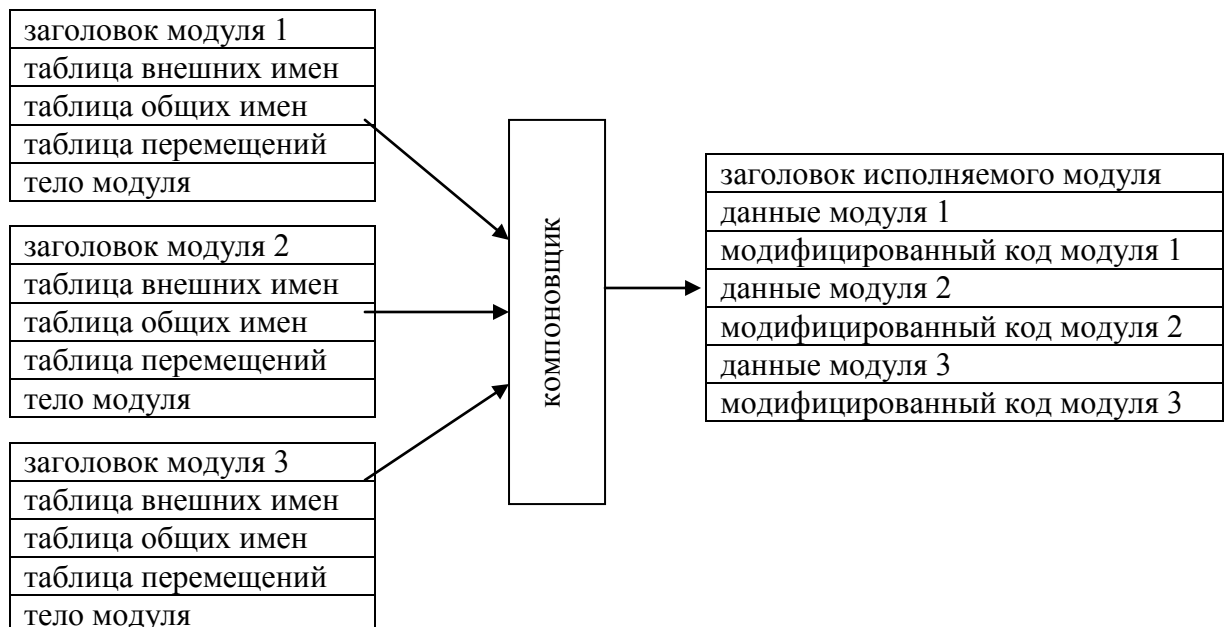 заголовок модуля 1
таблица внешних имен
таблица общих имен
таблица перемещений
тело модуля
заголовок модуля 2
таблица внешних имен
таблица общих имен
таблица перемещений
тело модуля
заголовок модуля 3
таблица внешних имен
таблица общих имен
таблица перемещений
тело модуля
компоновщик
заголовок исполняемого модуля
данные модуля 1
модифицированный код модуля 1
данные модуля 2
модифицированный код модуля 2
данные модуля 3
модифицированный код модуля 3